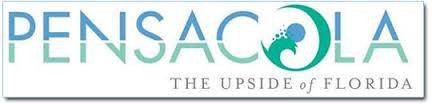 PENSACOLA
THE UPSIDE of FLORIDA